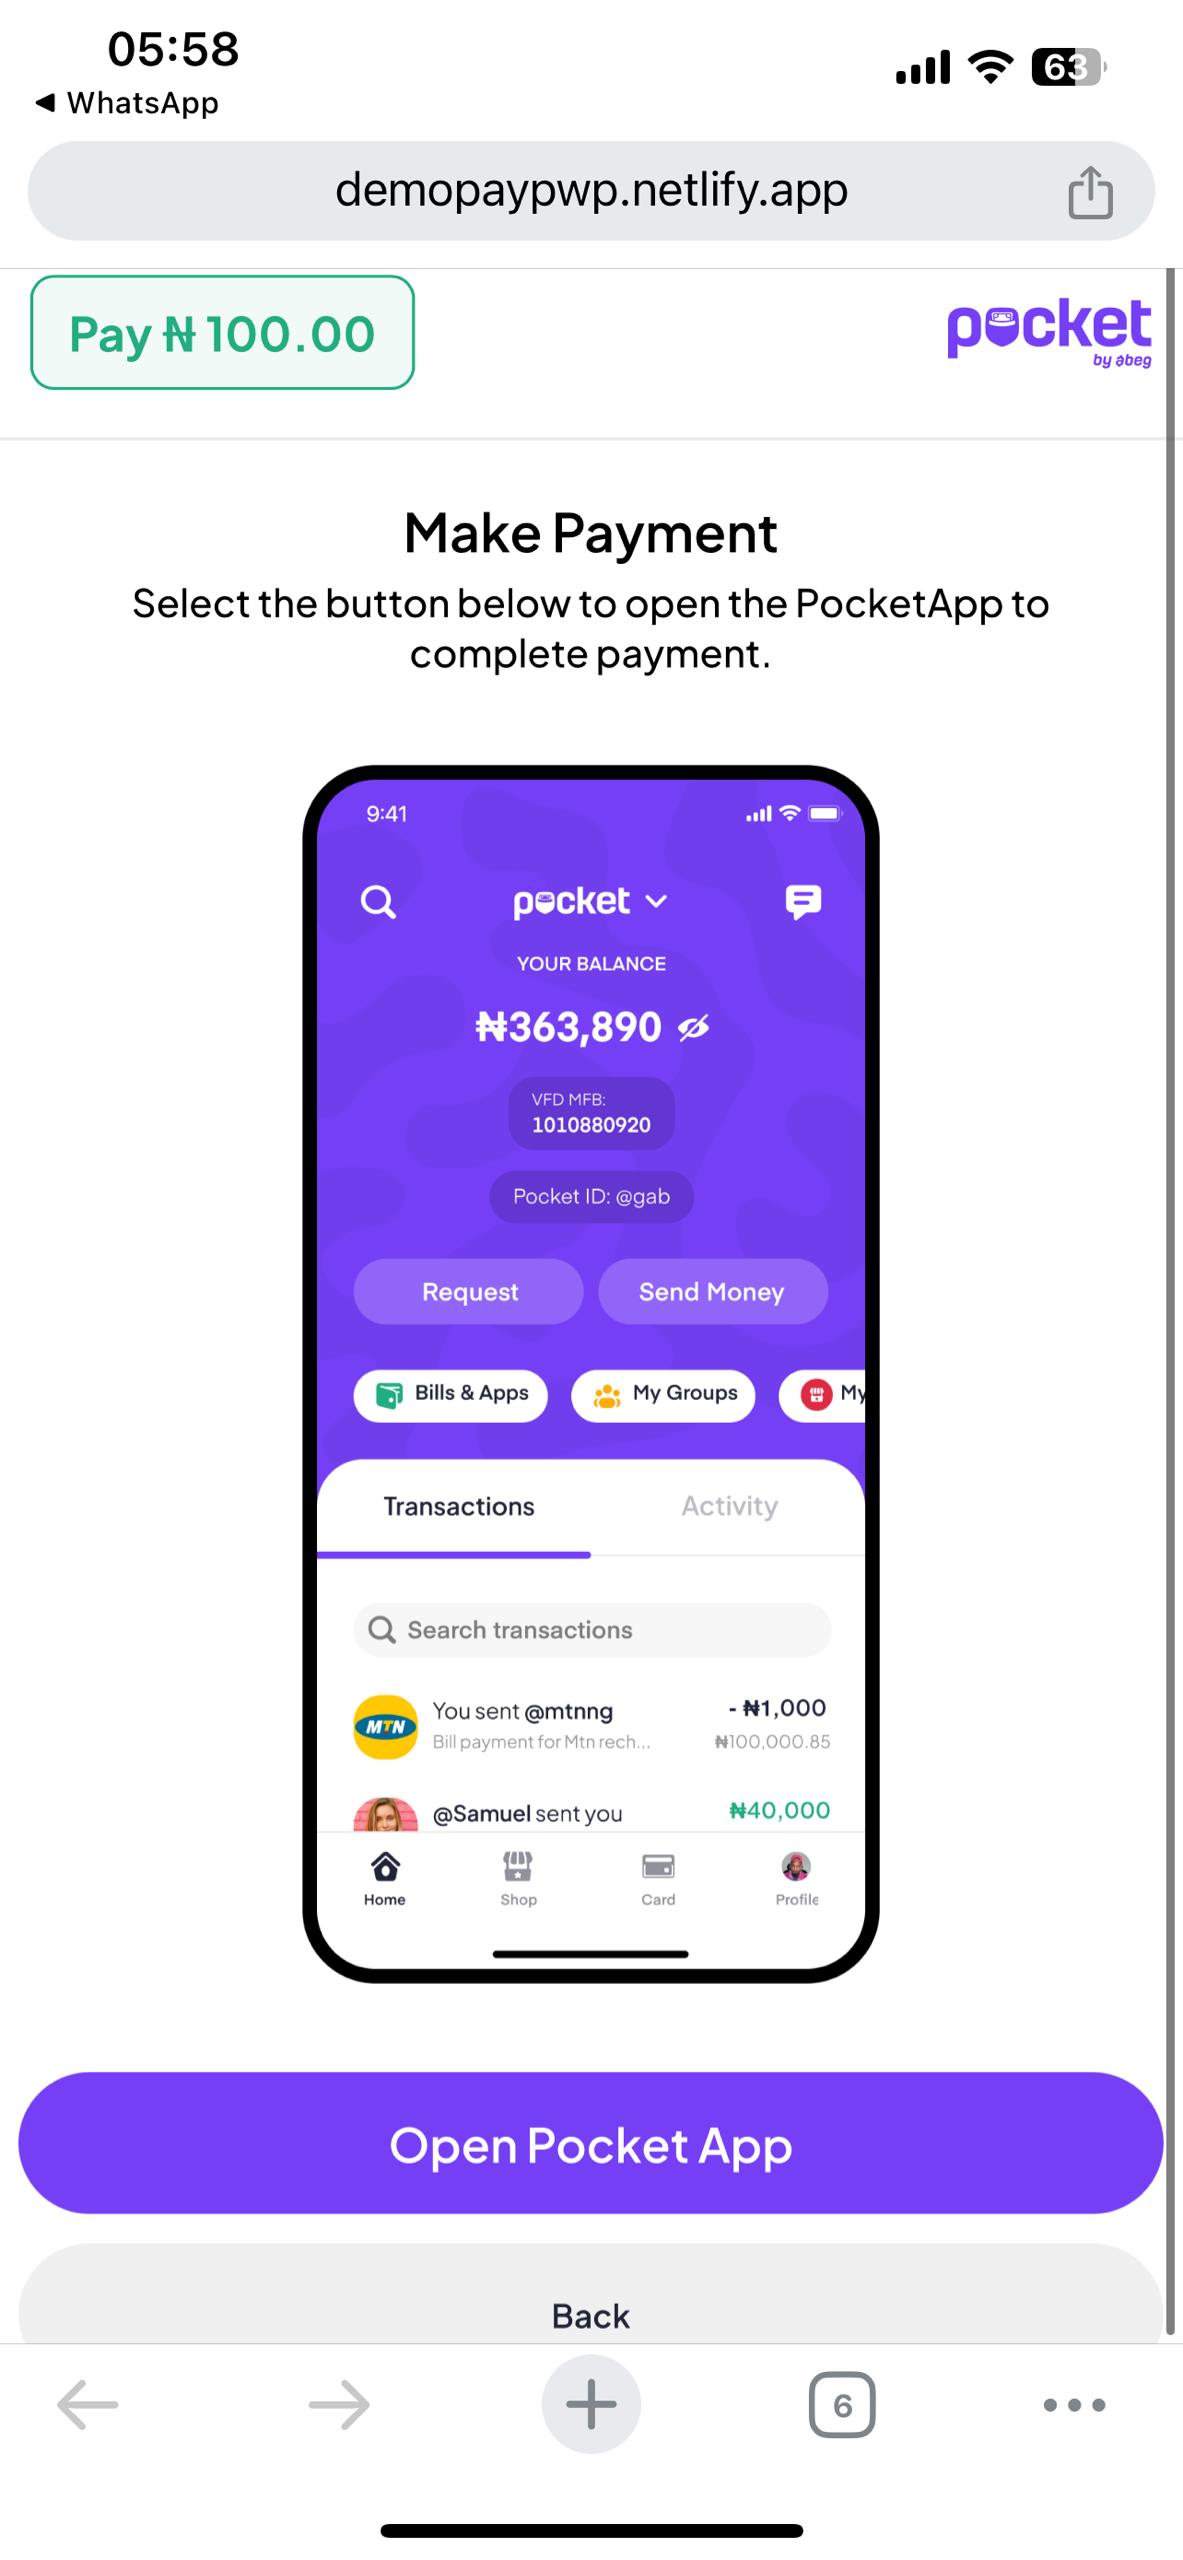 05:58
63
◀ WhatsApp
demopaypwp.netlify.app
Pay ₦ 100.00
pocket
by abeg
Make Payment
Select the button below to open the PocketApp to
complete payment.
9:41
pocket
YOUR BALANCE
₦363,890
VFD MFB:
1010880920
Pocket ID: @gab
Request
Send Money
Bills & Apps
My Groups
My
Transactions
Activity
Search transactions
MTN
You sent @mtnng
- ₦1,000
Bill payment for Mtn rech...
₦100,000.85
@Samuel sent you
₦40,000
Home
Shop
Card
Profile
Open Pocket App
Back
6